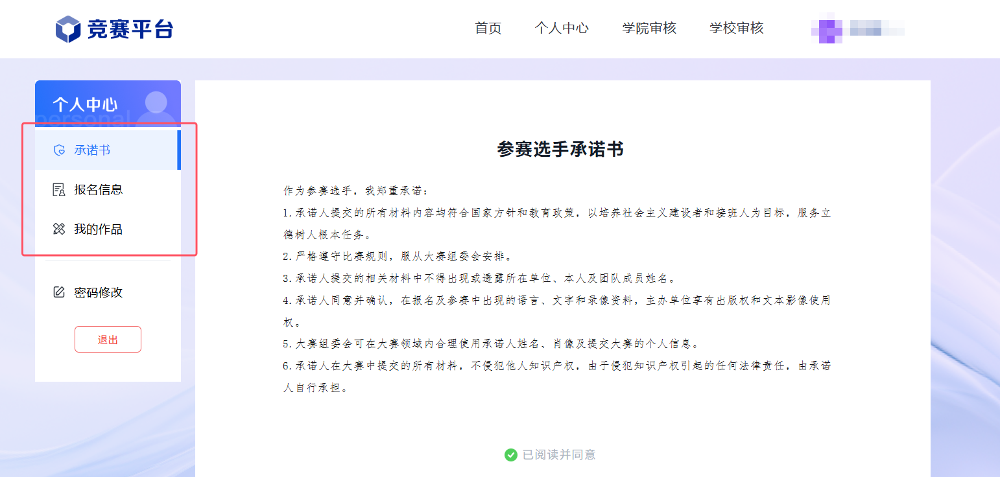 竞赛平台
首页
个人中心
学院审核
学校审核
个人中心
personal
承诺书
报名信息
我的作品
密码修改
退出
参赛选手承诺书
作为参赛选手，我郑重承诺：
1.承诺人提交的所有材料内容均符合国家方针和教育政策，以培养社会主义建设者和接班人为目标，服务立
德树人根本任务。
2.严格遵守比赛规则，服从大赛组委会安排。
3.承诺人提交的相关材料中不得出现或透露所在单位、本人及团队成员姓名。
4.承诺人同意并确认，在报名及参赛中出现的语言、文字和录像资料，主办单位享有出版权和文本影像使用
权。
5.大赛组委会可在大赛领域内合理使用承诺人姓名、肖像及提交大赛的个人信息。
6.承诺人在大赛中提交的所有材料，不侵犯他人知识产权，由于侵犯知识产权引起的任何法律责任，由承诺
人自行承担。
已阅读并同意